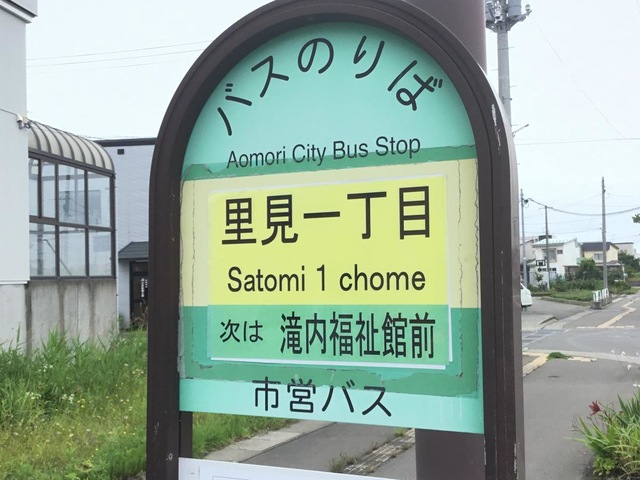 バスのりば
Aomori City Bus Stop
里見一丁目
Satomi 1 chome
次は 滝内福祉館前
市営バス